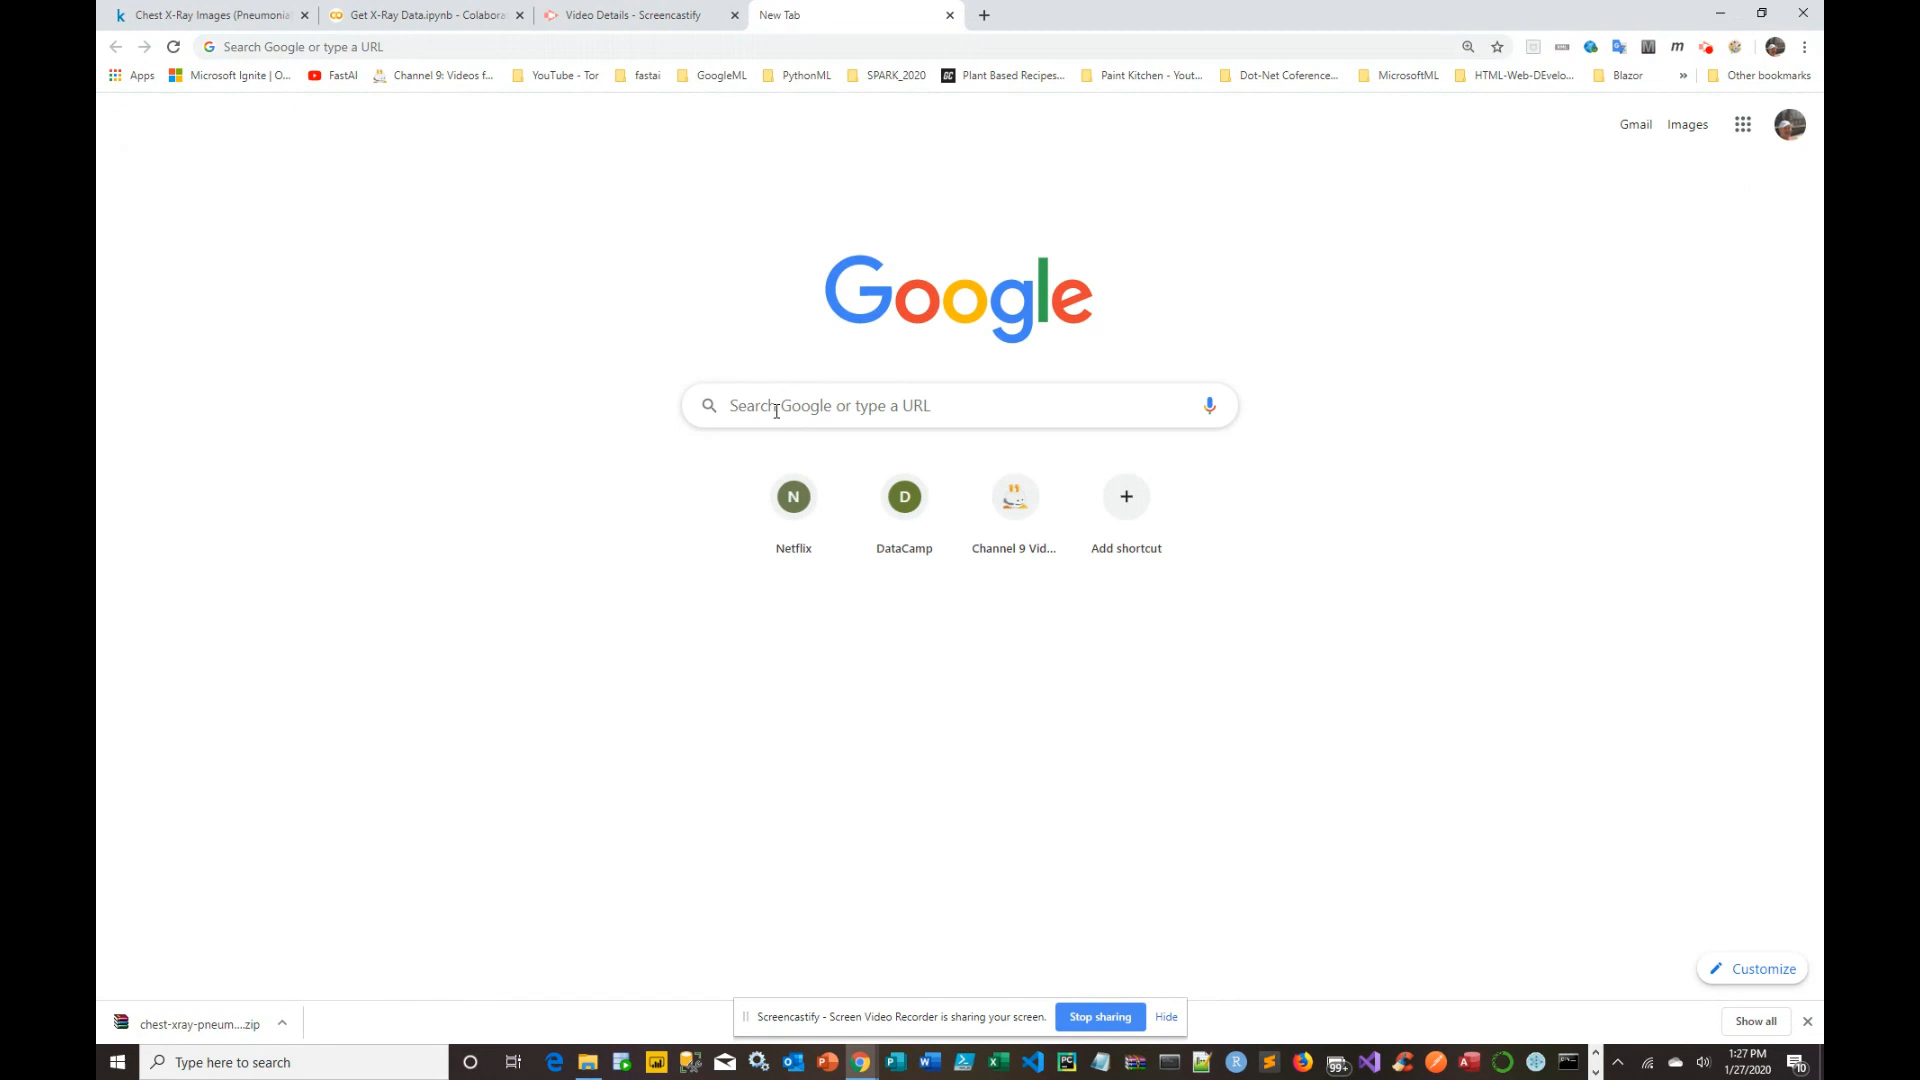 Chest X-Ray Images (Pneumonia
Get X-Ray Data.ipynb - Colabora
Video Details - Screencastify
New Tab
Search Google or type a URL
Apps
Microsoft Ignite | O...
FastAI
Channel 9: Videos f...
YouTube - Tor
fastai
GoogleML
PythonML
SPARK_2020
Plant Based Recipes...
Paint Kitchen - Yout...
Dot-Net Coference...
MicrosoftML
HTML-Web-DEvelo...
Blazor
»
Other bookmarks
Gmail
Images
Google
Search Google or type a URL
N
D
Netflix
DataCamp
Channel 9 Vid...
Add shortcut
Customize
chest-xray-pneum....zip
Screencastify - Screen Video Recorder is sharing your screen.
Stop sharing
Hide
Show all
Type here to search
99+
1:27 PM
1/27/2020
10